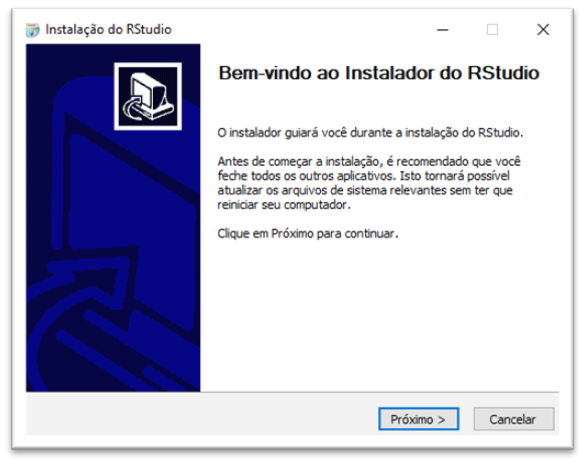 Instalação do RStudio
Bem-vindo ao Instalador do RStudio
O instalador guiará você durante a instalação do RStudio.
Antes de começar a instalação, é recomendado que você
feche todos os outros aplicativos. Isto tornará possível
atualizar os arquivos de sistema relevantes sem ter que
reiniciar seu computador.
Clique em Próximo para continuar.
Próximo >
Cancelar